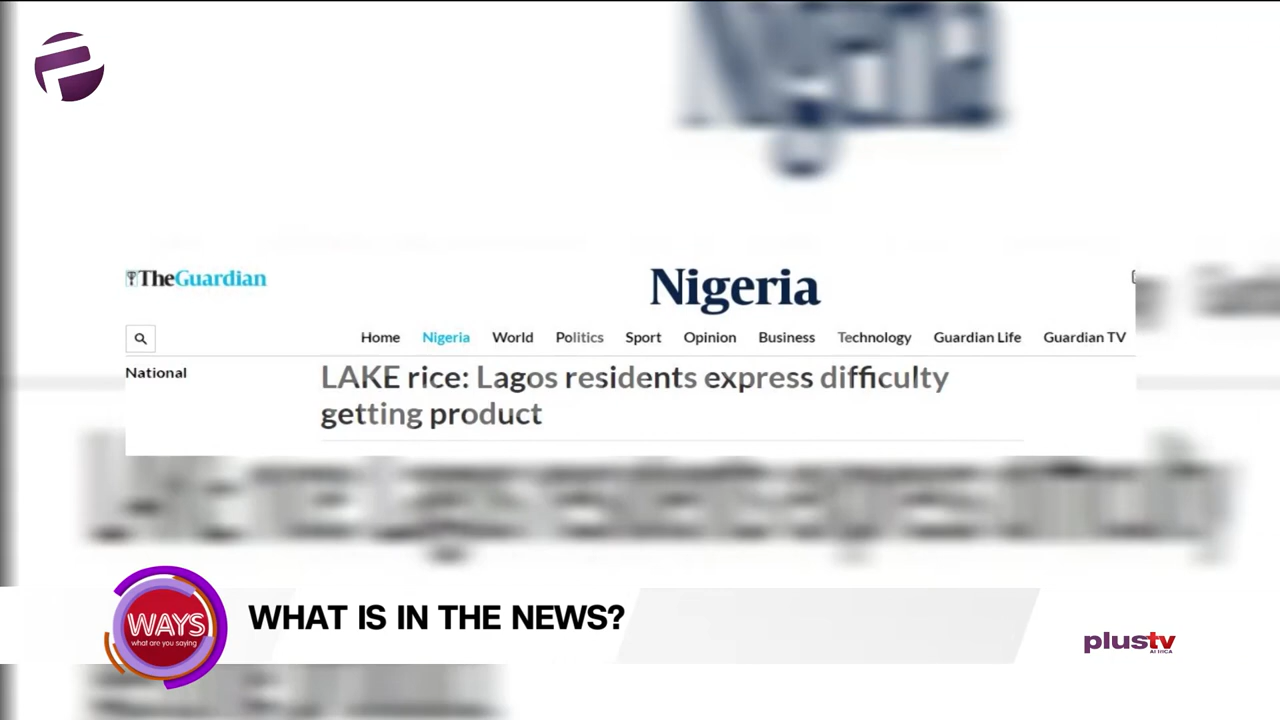 TheGuardian
Nigeria
Home Nigeria World Politics Sport Opinion Business Technology Guardian Life Guardian TV
National
LAKE rice: Lagos residents express difficulty
getting product
WAYS
what are you saying
WHAT IS IN THE NEWS?
plustv
AFRICA